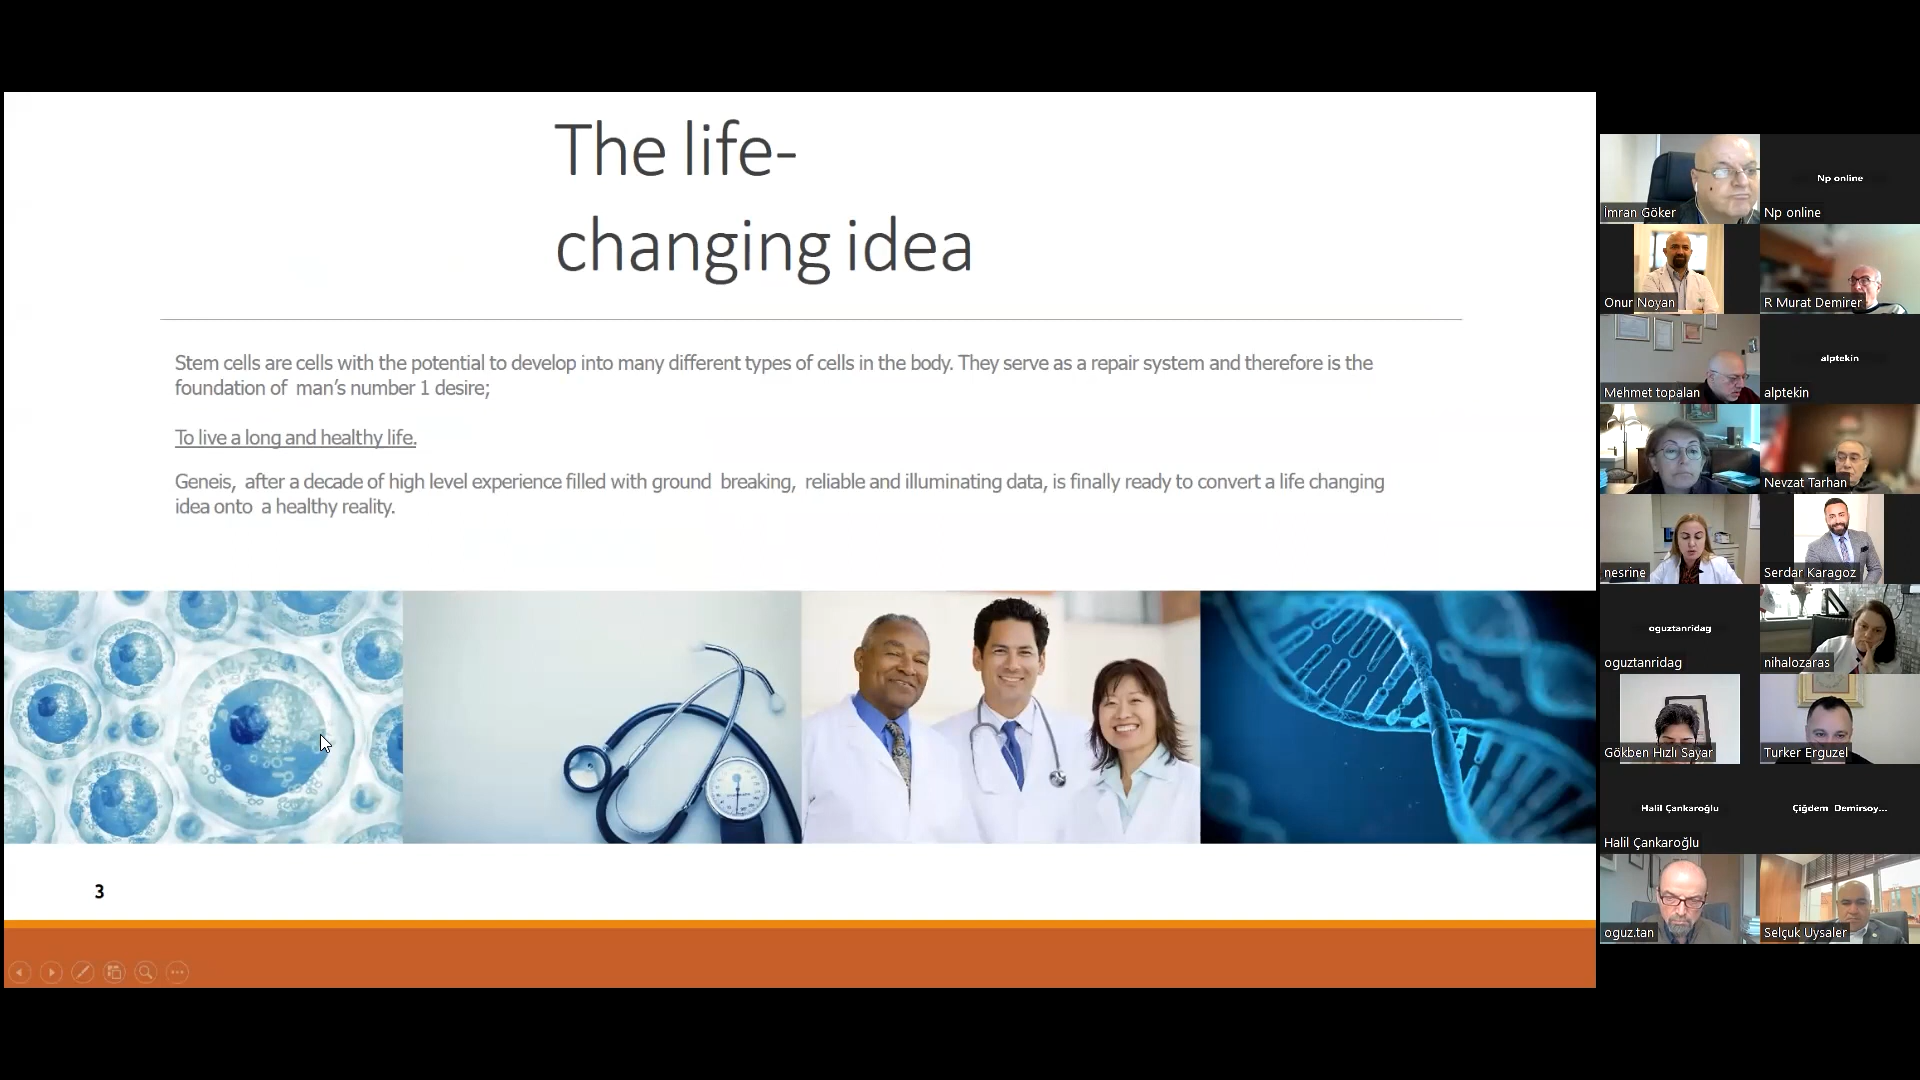 The life-
changing idea
Stem cells are cells with the potential to develop into many different types of cells in the body. They serve as a repair system and therefore is the
foundation of  man’s number 1 desire;
To live a long and healthy life.
Geneis,  after a decade of high level experience filled with ground  breaking,  reliable and illuminating data, is finally ready to convert a life changing
idea onto  a healthy reality.
3
İmran Göker
Np online
Np online
Onur Noyan
R Murat Demirer
Mehmet topalan
alptekin
alptekin
Nevzat Tarhan
nesrine
Serdar Karagoz
oguztanridag
oguztanridag
nihalozaras
Gökben Hızlı Sayar
Turker Erguzel
Halil Çankaroğlu
Halil Çankaroğlu
Çiğdem  Demirsoy...
oguz.tan
Selçuk Uysaler